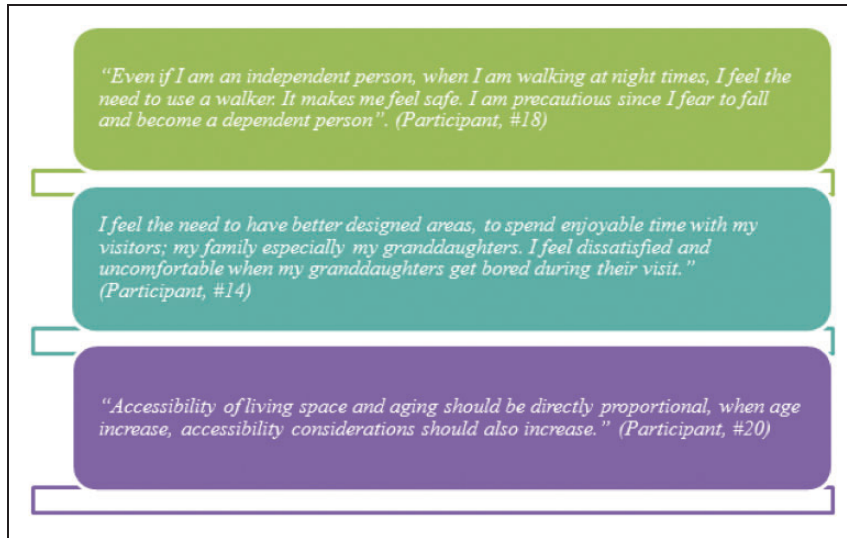 “Even if I am an independent person, when I am walking at night times, I feel the
need to use a walker. It makes me feel safe. I am precautious since I fear to fall
and become a dependent person”. (Participant, #18)
I feel the need to have better designed areas, to spend enjoyable time with my
visitors; my family especially my granddaughters. I feel dissatisfied and
uncomfortable when my granddaughters get bored during their visit.”
(Participant, #14)
“Accessibility of living space and aging should be directly proportional, when age
increase, accessibility considerations should also increase.” (Participant, #20)